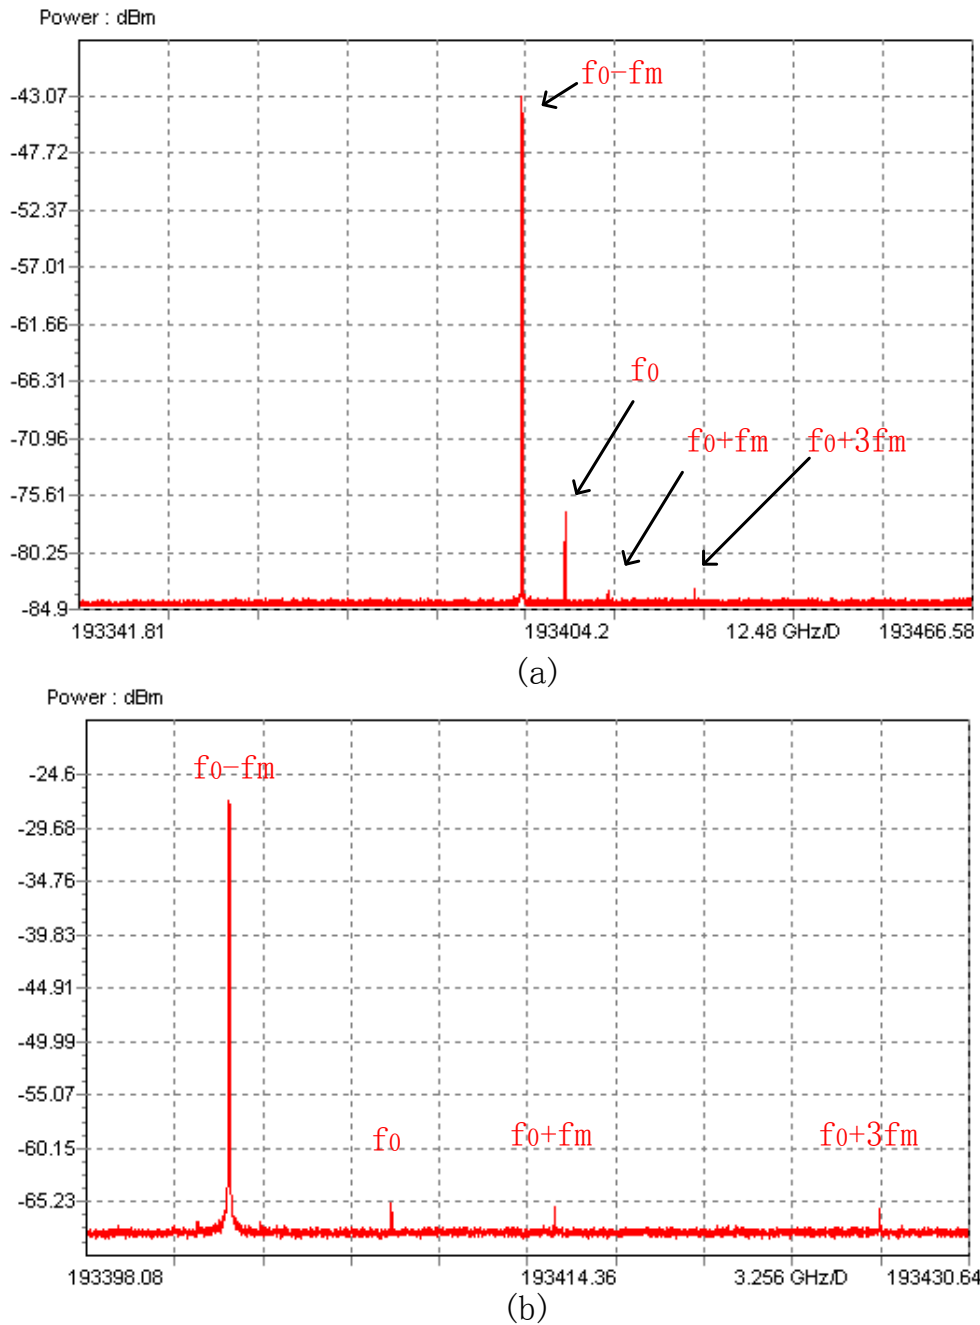 Power : dBm
f0-fm
-43.07
-47.72
-52.37
-57.01
-61.66
f0
-66.31
-70.96
f0+fm f0+3fm
-75.61
-80.25
-84.9
193341.81 193404.2 12.48 GHz/D 193466.58
(a)
Power : dBm
f0-fm
-24.6
-29.68
-34.76
-39.83
-44.91
-49.99
-55.07
f0 f0+fm f0+3fm
-60.15
-65.23
193398.08 193414.36 3.256 GHz/D 193430.64
(b)